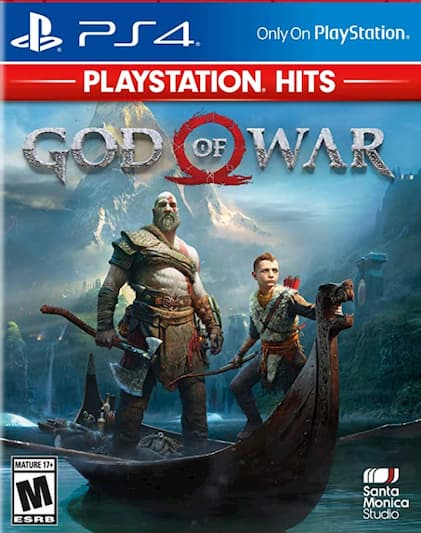 PS4
Only On PlayStation®
PLAYSTATION® HITS
GOD OF WAR
MATURE 17+
M
ESRB
Santa
Monica
Studio